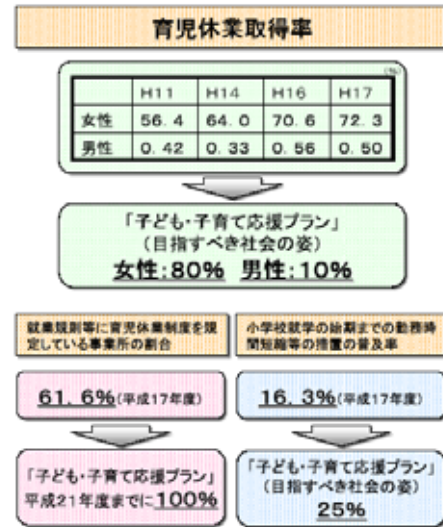 育児休業取得率
(%)
H11 H14 H16 H17
女性 56.4 64.0 70.6 72.3
男性 0.42 0.33 0.56 0.50
「子ども・子育て応援プラン」
(目指すべき社会の姿)
女性:80% 男性:10%
就業規則等に育児休業制度を規
定している事業所の割合
61.6%(平成17年度)
「子ども・子育て応援プラン」
平成21年度までに100%
小学校就学の始期までの勤務時
間短縮等の措置の普及率
16.3%(平成17年度)
「子ども・子育て応援プラン」
(目指すべき社会の姿)
25%